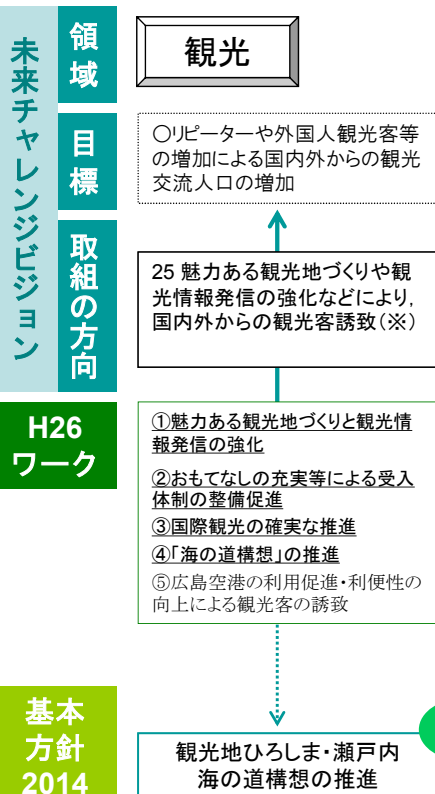 未来チャレンジビジョン
領域
観光
目標
○リピーターや外国人観光客等
の増加による国内外からの観光
交流人口の増加
取組の方向
25 魅力ある観光地づくりや観
光情報発信の強化などにより,
国内外からの観光客誘致(※)
H26
ワーク
①魅力ある観光地づくりと観光情
報発信の強化
②おもてなしの充実等による受入
体制の整備促進
③国際観光の確実な推進
④「海の道構想」の推進
⑤広島空港の利用促進・利便性の
向上による観光客の誘致
基本
方針
2014
観光地ひろしま・瀬戸内
海の道構想の推進